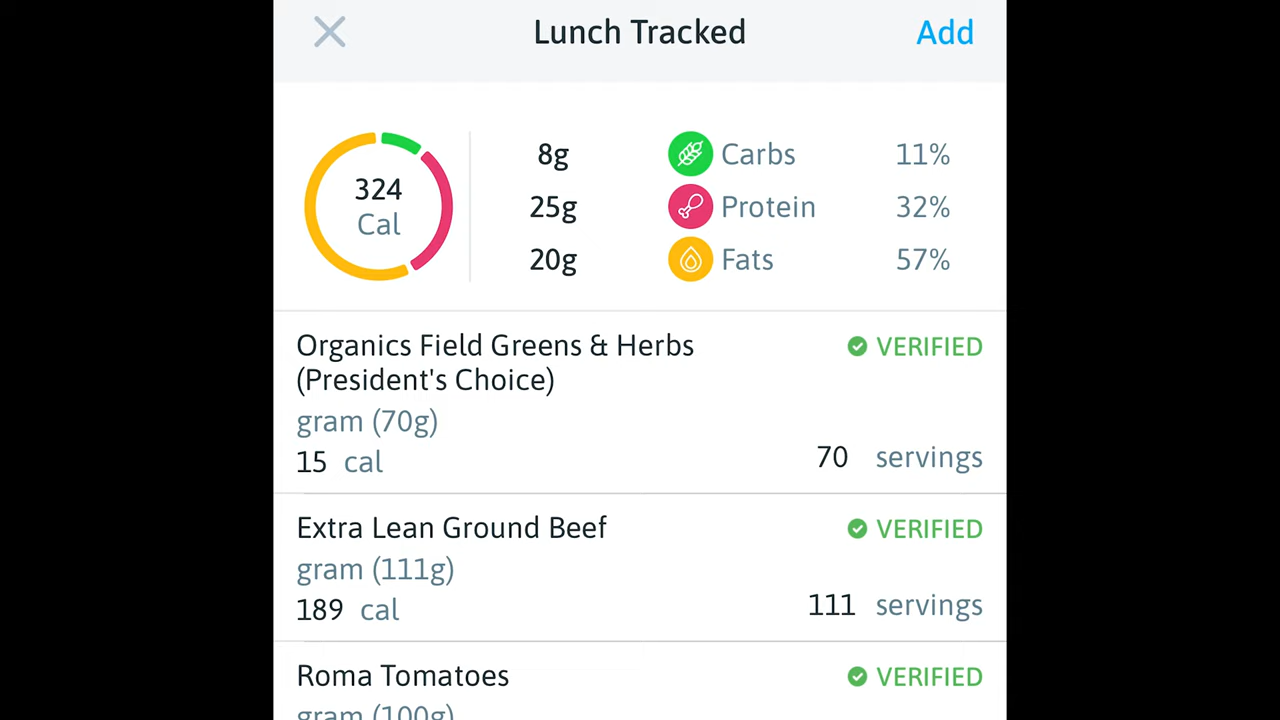 Lunch Tracked Add
324
Cal
8g Carbs 11%
25g Protein 32%
20g Fats 57%
Organics Field Greens & Herbs VERIFIED
(President's Choice)
gram (70g)
15 cal 70 servings
Extra Lean Ground Beef VERIFIED
gram (111g)
189 cal 111 servings
Roma Tomatoes VERIFIED
gram (100g)